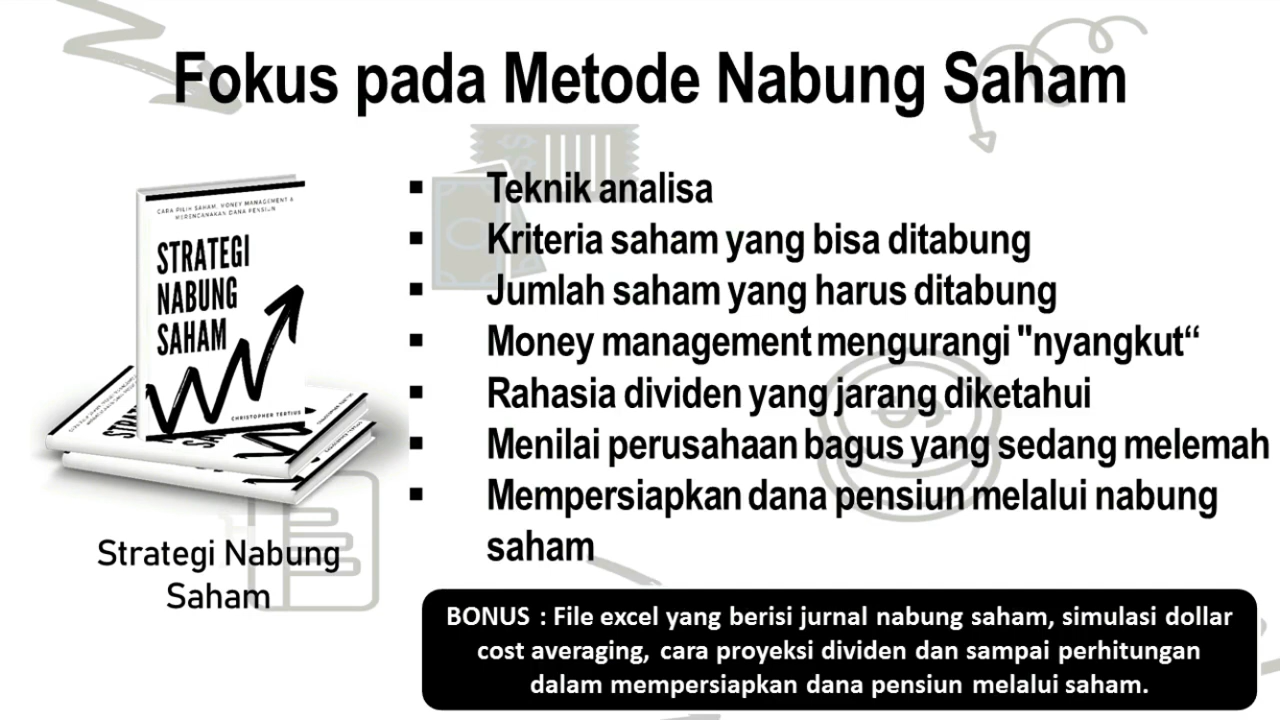 Fokus pada Metode Nabung Saham
CARA PILIH SAHAM, MONEY MANAGEMENT &
MERENCANAKAN DANA PENSIUN
STRATEGI
NABUNG
SAHAM
CHRISTOPHER TERTIUS
Strategi Nabung
Saham
▪ Teknik analisa
▪ Kriteria saham yang bisa ditabung
▪ Jumlah saham yang harus ditabung
▪ Money management mengurangi "nyangkut“
▪ Rahasia dividen yang jarang diketahui
▪ Menilai perusahaan bagus yang sedang melemah
▪ Mempersiapkan dana pensiun melalui nabung
saham
BONUS : File excel yang berisi jurnal nabung saham, simulasi dollar
cost averaging, cara proyeksi dividen dan sampai perhitungan
dalam mempersiapkan dana pensiun melalui saham.